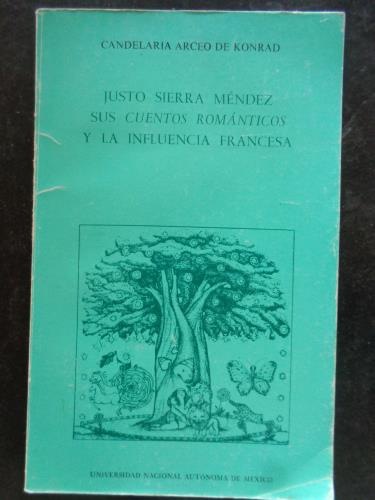 CANDELARIA ARCEO DE KONRAD
JUSTO SIERRA MÉNDEZ
SUS CUENTOS ROMÁNTICOS
Y LA INFLUENCIA FRANCESA
UNIVERSIDAD NACIONAL AUTÓNOMA DE MÉXICO